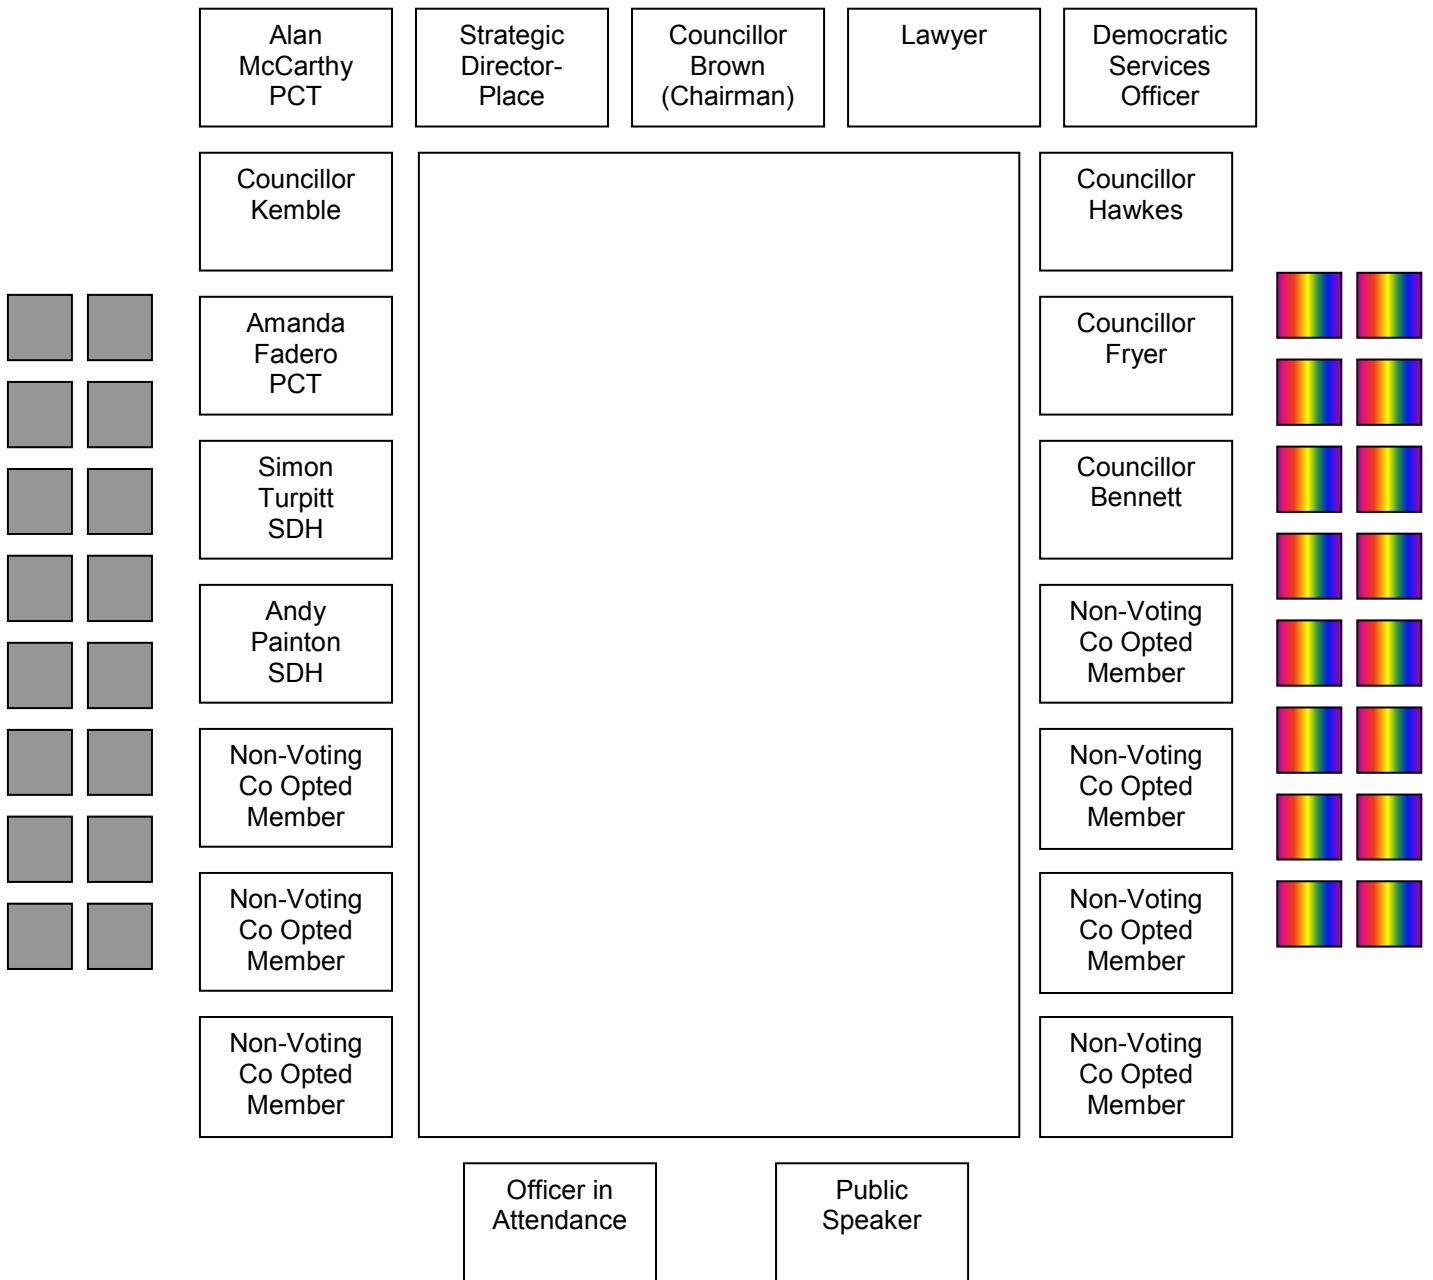 Alan
McCarthy
PCT
Strategic
Director-
Place
Councillor
Brown
(Chairman)
Lawyer
Democratic
Services
Officer
Councillor
Kemble
Councillor
Hawkes
Amanda
Fadero
PCT
Councillor
Fryer
Simon
Turpitt
SDH
Councillor
Bennett
Andy
Painton
SDH
Non-Voting
Co Opted
Member
Non-Voting
Co Opted
Member
Non-Voting
Co Opted
Member
Non-Voting
Co Opted
Member
Non-Voting
Co Opted
Member
Non-Voting
Co Opted
Member
Non-Voting
Co Opted
Member
Officer in
Attendance
Public
Speaker